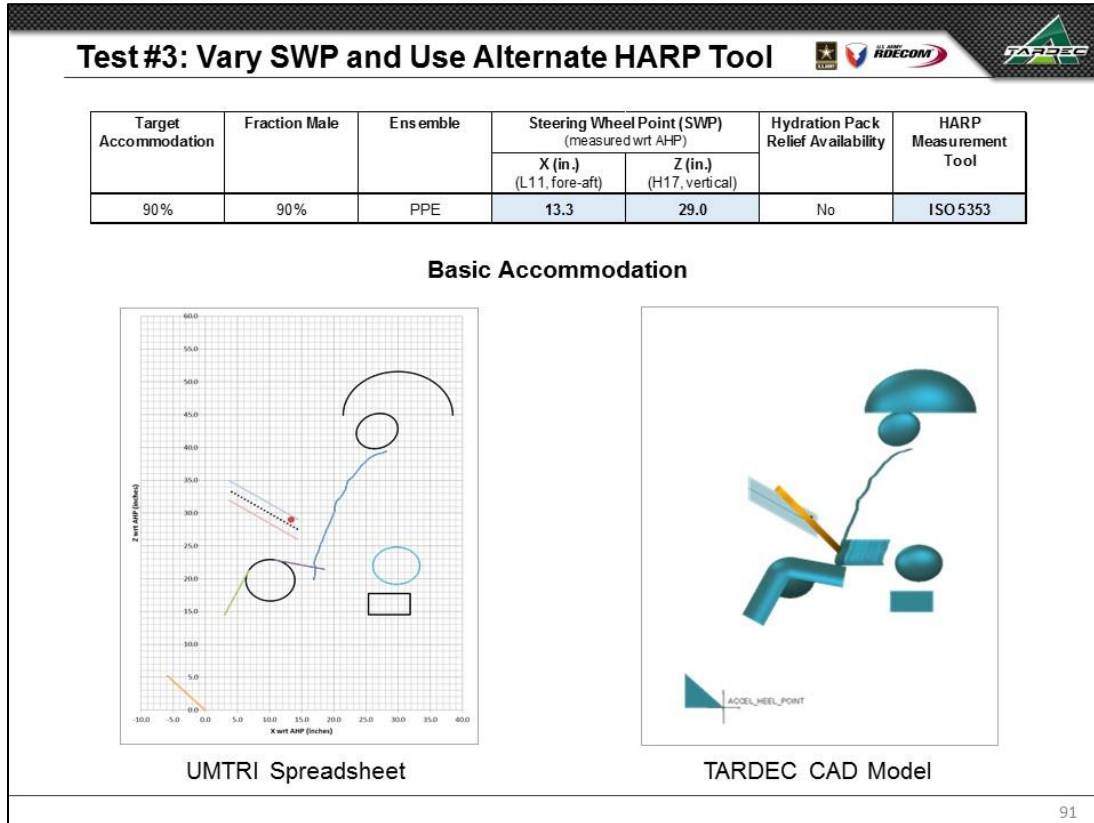 Test #3: Vary SWP and Use Alternate HARP Tool
U.S. ARMY
U.S. ARMY
RDECOM
TARDEC
Target Accommodation
Fraction Male
Ensemble
Steering Wheel Point (SWP)
(measured wrt AHP)
Hydration Pack Relief Availability
HARP Measurement Tool
X (in.)
(L11, fore-aft)
Z (in.)
(H17, vertical)
90%
90%
PPE
13.3
29.0
No
ISO 5353
Basic Accommodation
60.0
55.0
50.0
45.0
40.0
35.0
30.0
25.0
20.0
15.0
10.0
5.0
0.0
Z wrt AHP (inches)
-10.0 -5.0 0.0 5.0 10.0 15.0 20.0 25.0 30.0 35.0 40.0
X wrt AHP (inches)
ACCEL_HEEL_POINT
UMTRI Spreadsheet
TARDEC CAD Model
91